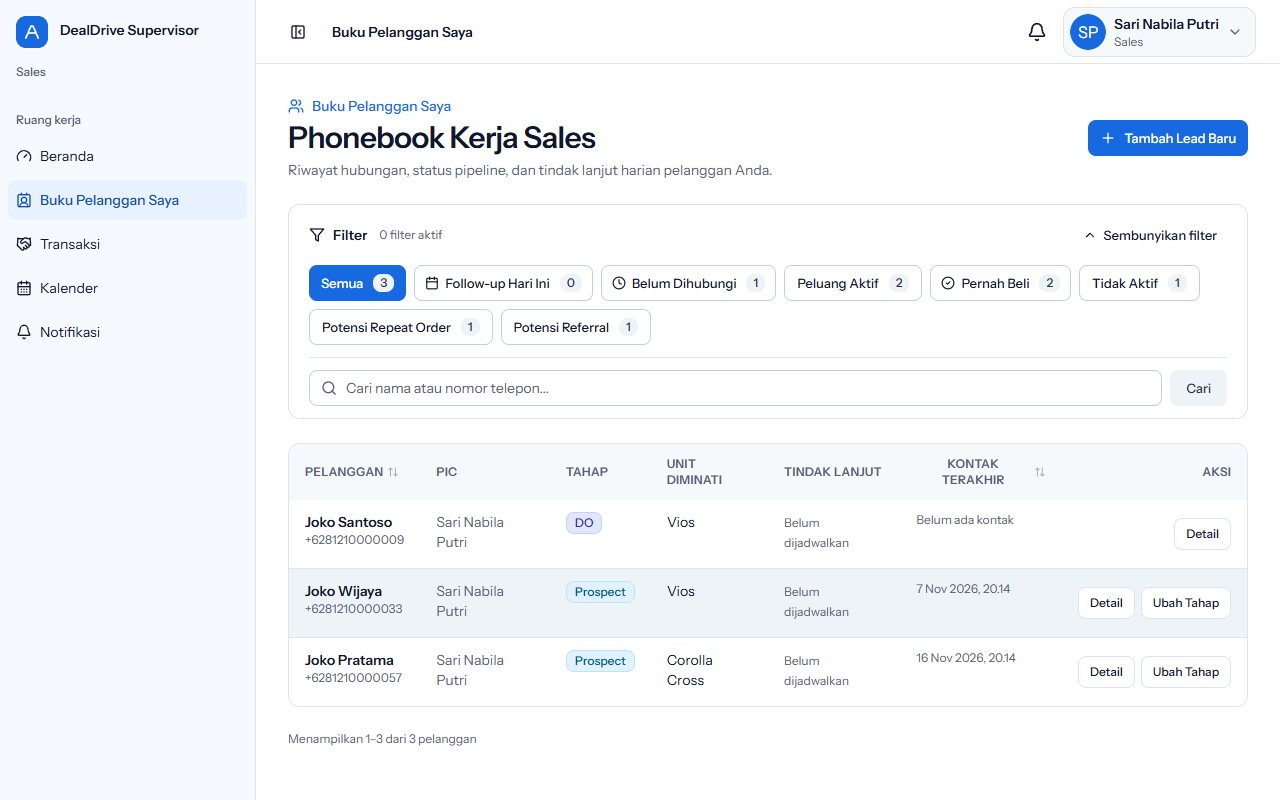 DealDrive Supervisor
Sales
Ruang kerja
Beranda
Buku Pelanggan Saya
Transaksi
Kalender
Notifikasi
Buku Pelanggan Saya
SP
Sari Nabila Putri
Sales
Buku Pelanggan Saya
Phonebook Kerja Sales
Riwayat hubungan, status pipeline, dan tindak lanjut harian pelanggan Anda.
Tambah Lead Baru
Filter 0 filter aktif
Sembunyikan filter
Semua 3
Follow-up Hari Ini 0
Belum Dihubungi 1
Peluang Aktif 2
Pernah Beli 2
Tidak Aktif 1
Potensi Repeat Order 1
Potensi Referral 1
Cari nama atau nomor telepon...
Cari
PELANGGAN
PIC
TAHAP
UNIT
DIMINATI
TINDAK LANJUT
KONTAK
TERAKHIR
AKSI
Joko Santoso
+6281210000009
Sari Nabila
Putri
DO
Vios
Belum
dijadwalkan
Belum ada kontak
Detail
Joko Wijaya
+6281210000033
Sari Nabila
Putri
Prospect
Vios
Belum
dijadwalkan
7 Nov 2026, 20.14
Detail
Ubah Tahap
Joko Pratama
+6281210000057
Sari Nabila
Putri
Prospect
Corolla
Cross
Belum
dijadwalkan
16 Nov 2026, 20.14
Detail
Ubah Tahap
Menampilkan 1–3 dari 3 pelanggan